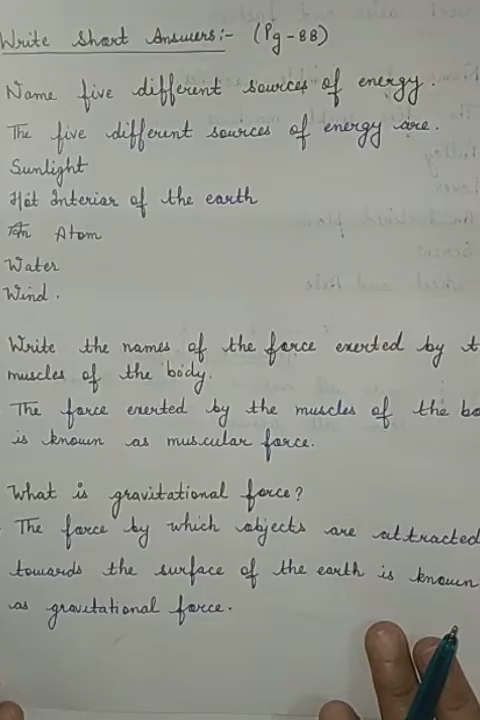 Write Short Answers:- (Pg-88)
Name five different sources of energy.
The five different sources of energy are.
Sunlight
Hot Interior of the earth
An Atom
Water
Wind.
Write the names of the force exerted by t
muscles of the body.
The force exerted by the muscles of the bo
is known as muscular force.
What is gravitational force?
The force by which objects are attracted
towards the surface of the earth is known
as gravitational force.